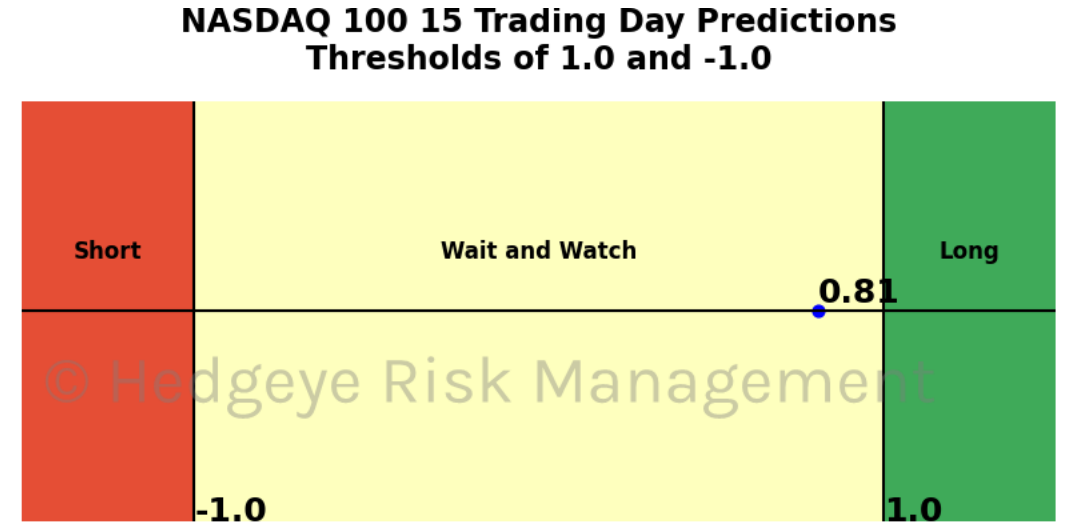 NASDAQ 100 15 Trading Day Predictions
Thresholds of 1.0 and -1.0
Short
Wait and Watch
Long
0.81
© Hedgeye Risk Management
-1.0
1.0